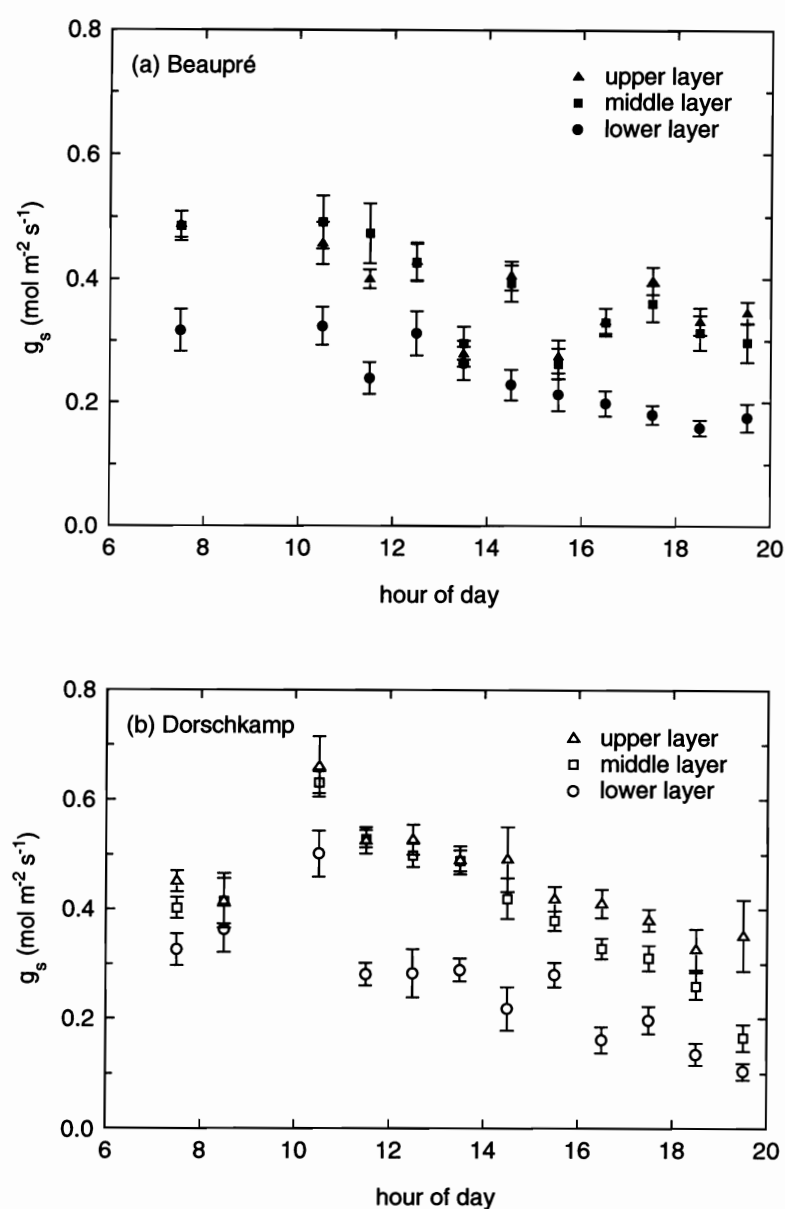 0.8
(a) Beaupré
upper layer
middle layer
lower layer
0.6
0.4
0.2
0.0
gs (mol m-2 s-1)
6 8 10 12 14 16 18 20
hour of day
0.8
(b) Dorschkamp
upper layer
middle layer
lower layer
0.6
0.4
0.2
0.0
gs (mol m-2 s-1)
6 8 10 12 14 16 18 20
hour of day